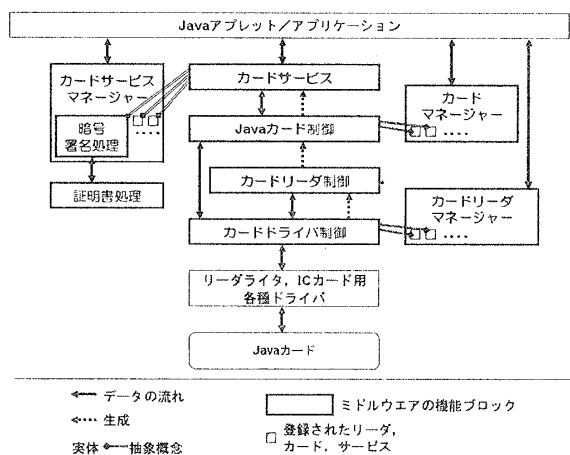 Javaアプレット／アプリケーション
カードサービス
マネージャー
暗号
署名処理
....
証明書処理
カードサービス
Javaカード制御
カードリーダ制御
カードドライバ制御
カード
マネージャー
....
カードリーダ
マネージャー
....
リーダライタ，ICカード用
各種ドライバ
Javaカード
データの流れ
生成
実体 抽象概念
ミドルウエアの機能ブロック
登録されたリーダ，
カード，サービス